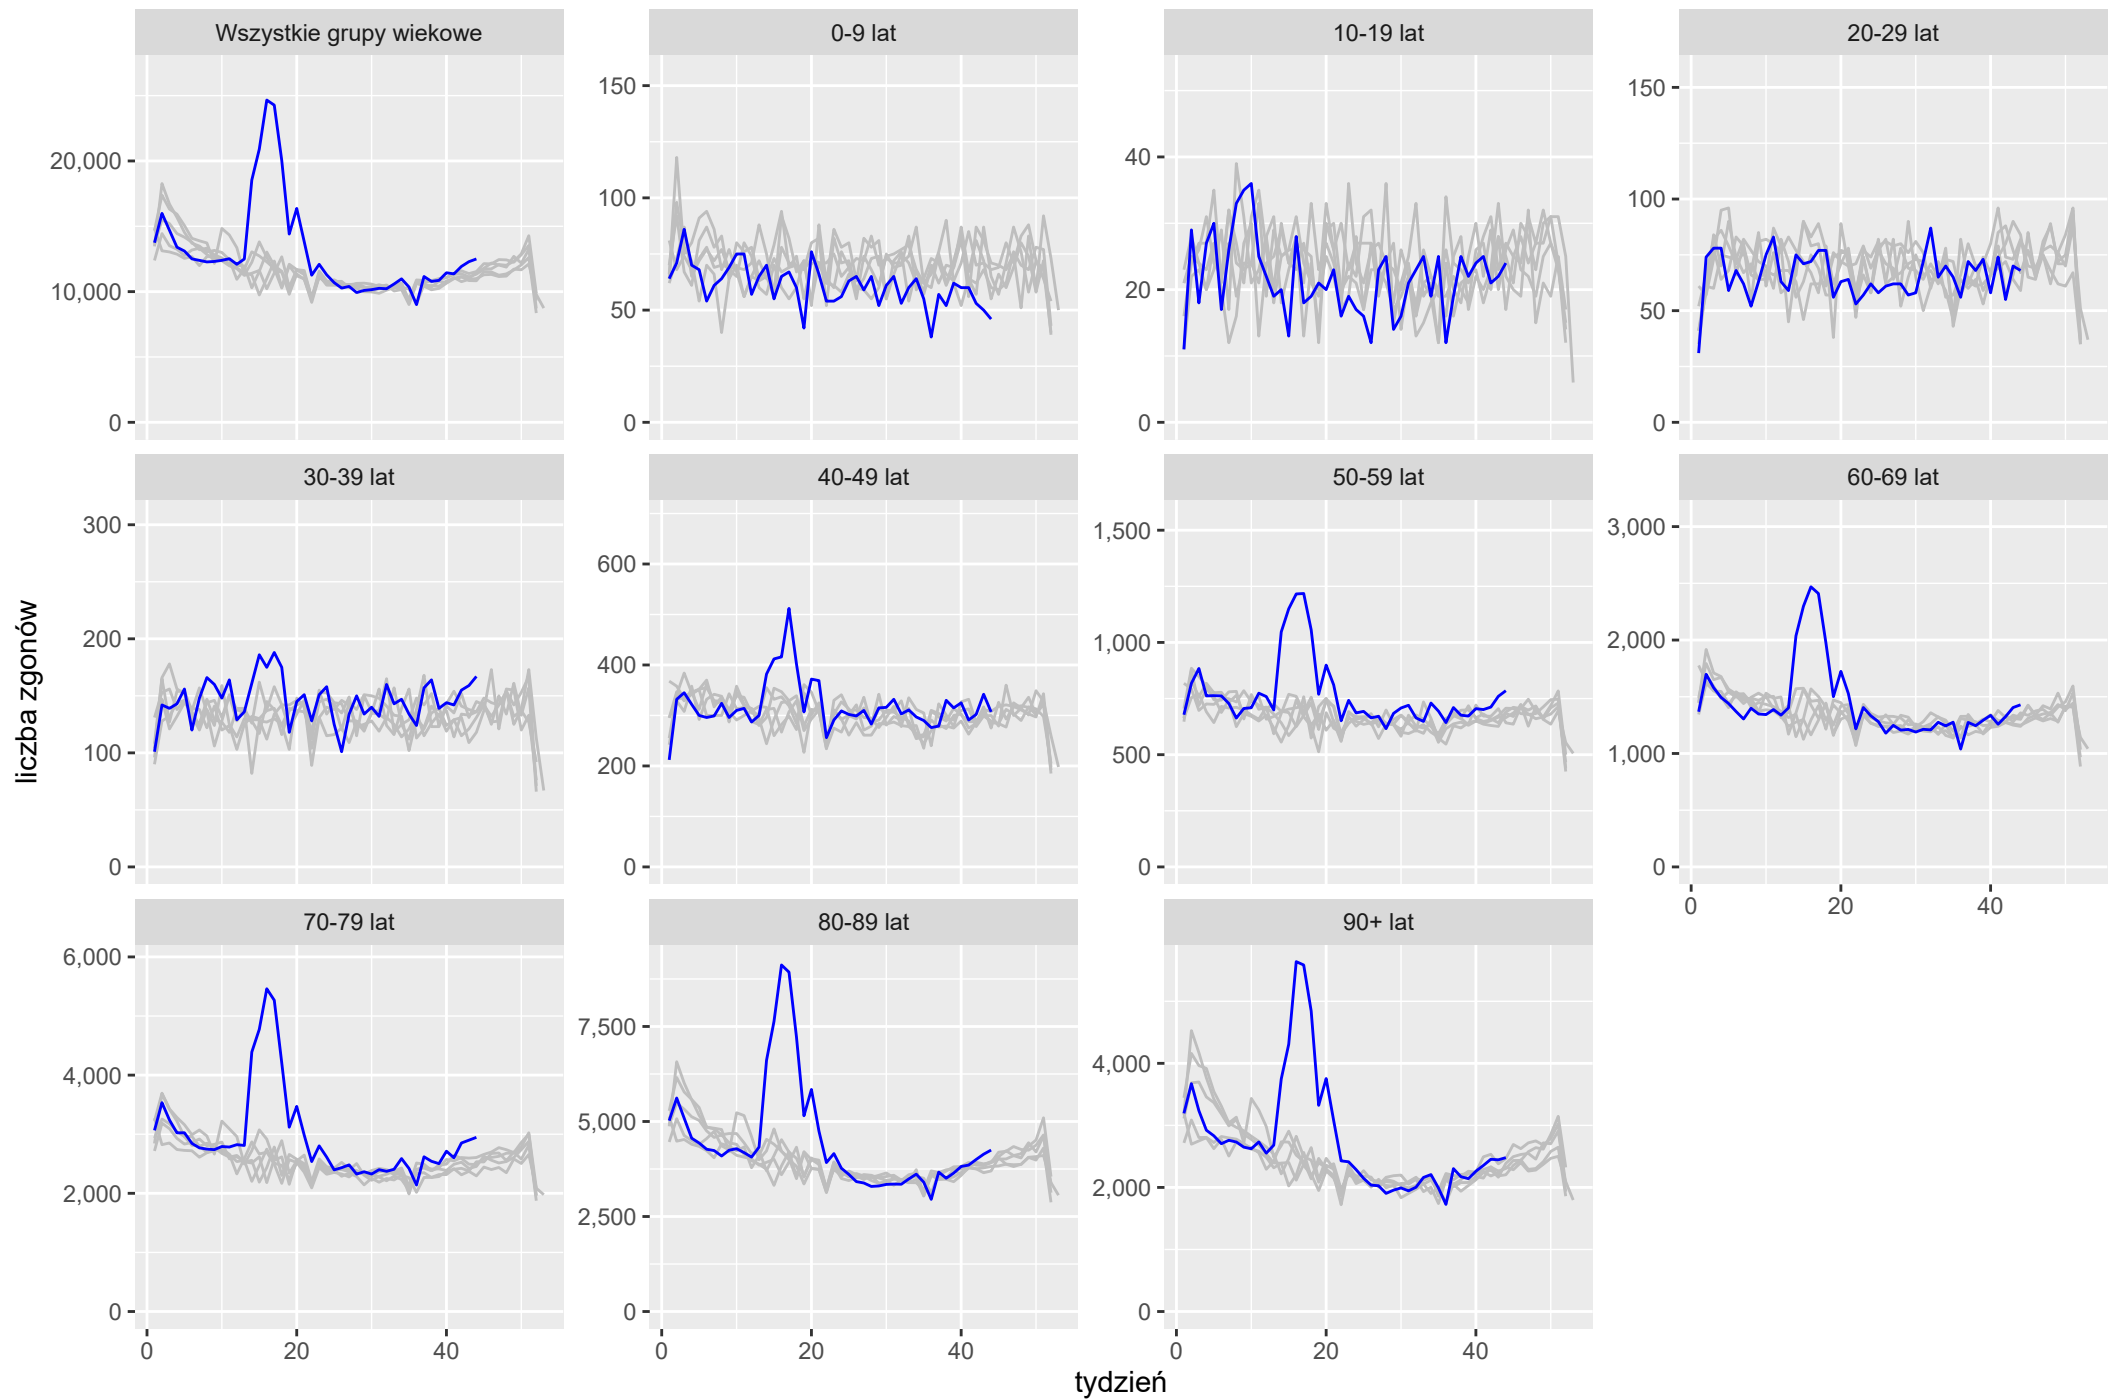 Wszystkie grupy wiekowe
0-9 lat
10-19 lat
20-29 lat
20,000
10,000
0
150
100
50
0
40
20
0
150
100
50
0
30-39 lat
40-49 lat
50-59 lat
60-69 lat
300
200
100
0
600
400
200
0
1,500
1,000
500
0
3,000
2,000
1,000
0
0 20 40
liczba zgonów
70-79 lat
80-89 lat
90+ lat
6,000
4,000
2,000
0
7,500
5,000
2,500
0
4,000
2,000
0
0 20 40
0 20 40
0 20 40
tydzień